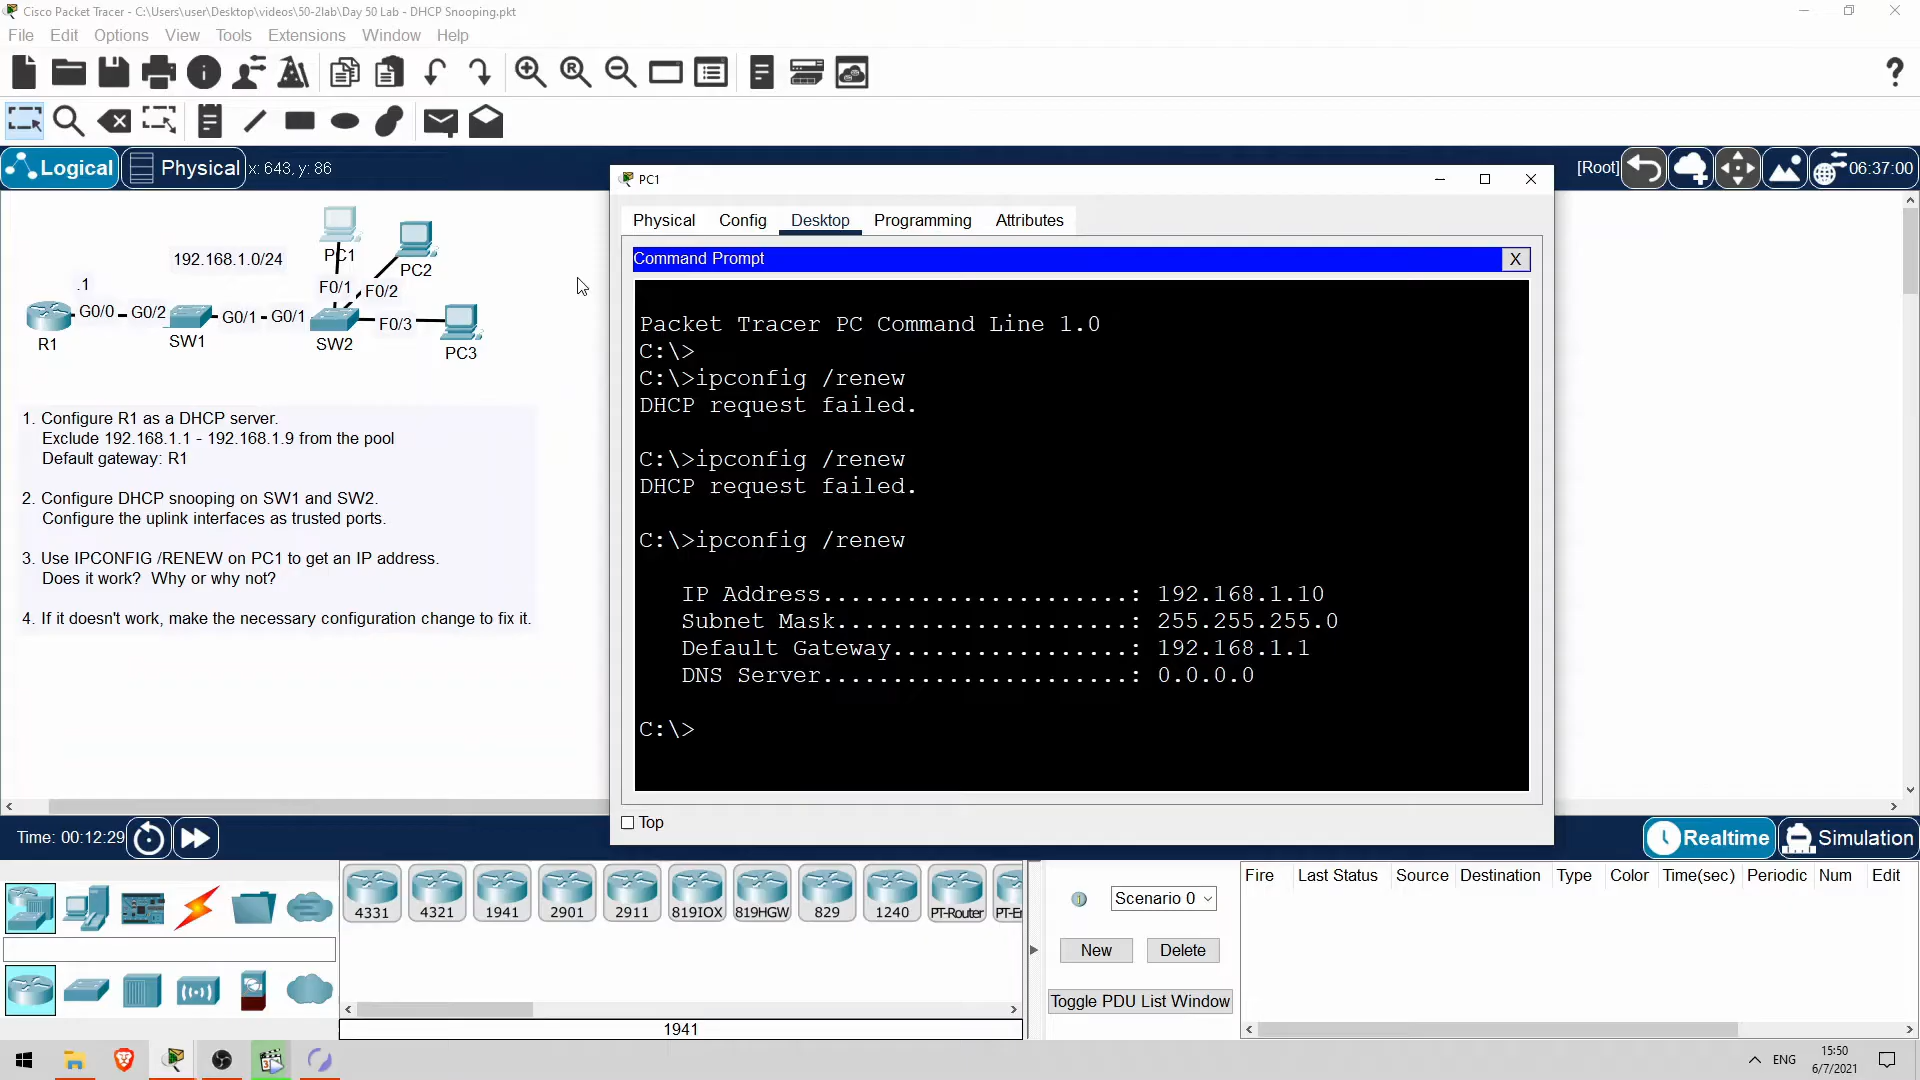 Cisco Packet Tracer - C:\Users\user\Desktop\videos\50-2lab\Day 50 Lab - DHCP Snooping.pkt
File Edit Options View Tools Extensions Window Help
Logical Physical x: 643, y: 86
[Root] 06:37:00
PC1
PC2
192.168.1.0/24
F0/1 F0/2
.1
G0/0 G0/2 G0/1 - G0/1 F0/3
R1 SW1 SW2 PC3
1. Configure R1 as a DHCP server.
Exclude 192.168.1.1 - 192.168.1.9 from the pool
Default gateway: R1
2. Configure DHCP snooping on SW1 and SW2.
Configure the uplink interfaces as trusted ports.
3. Use IPCONFIG /RENEW on PC1 to get an IP address.
Does it work? Why or why not?
4. If it doesn't work, make the necessary configuration change to fix it.
PC1
Physical Config Desktop Programming Attributes
Command Prompt X
Packet Tracer PC Command Line 1.0
C:\>
C:\>ipconfig /renew
DHCP request failed.
C:\>ipconfig /renew
DHCP request failed.
C:\>ipconfig /renew
IP Address......................: 192.168.1.10
Subnet Mask.....................: 255.255.255.0
Default Gateway.................: 192.168.1.1
DNS Server......................: 0.0.0.0
C:\>
Top
Time: 00:12:29
Realtime Simulation
4331 4321 1941 2901 2911 819IOX 819HGW 829 1240 PT-Router PT-E
1941
Scenario 0
New Delete
Toggle PDU List Window
Fire Last Status Source Destination Type Color Time(sec) Periodic Num Edit
ENG
15:50
6/7/2021